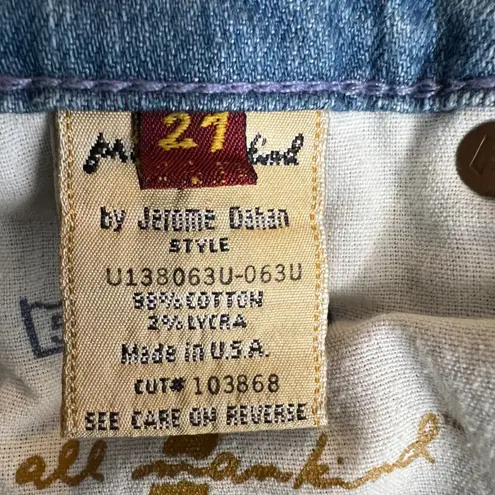 27
by Jerome Dahan
STYLE
U138063U-063U
98% COTTON
2% LYCRA
Made in U.S.A.
CUT# 103868
SEE CARE ON REVERSE
all mankind